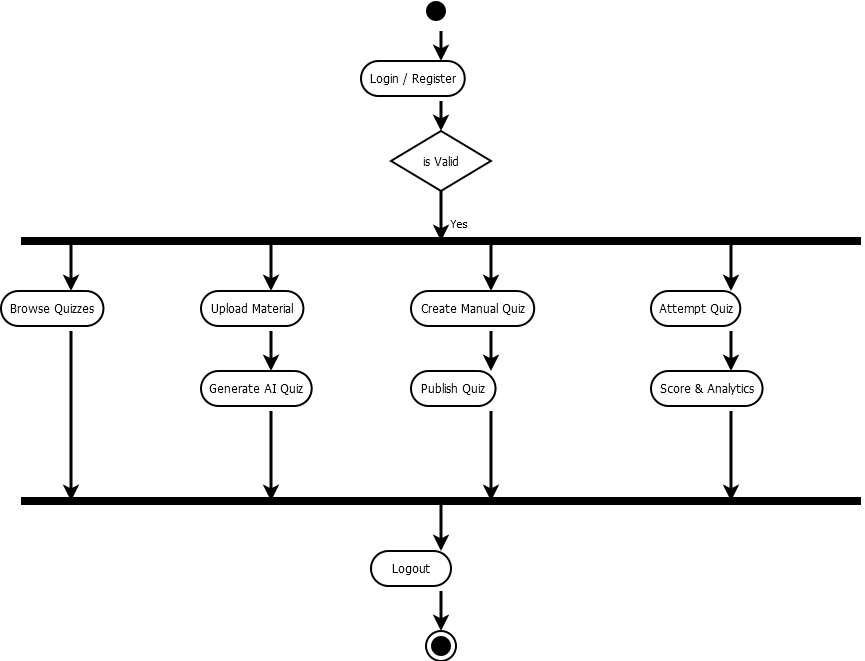 Login / Register
is Valid
Yes
Browse Quizzes
Upload Material
Create Manual Quiz
Attempt Quiz
Generate AI Quiz
Publish Quiz
Score & Analytics
Logout